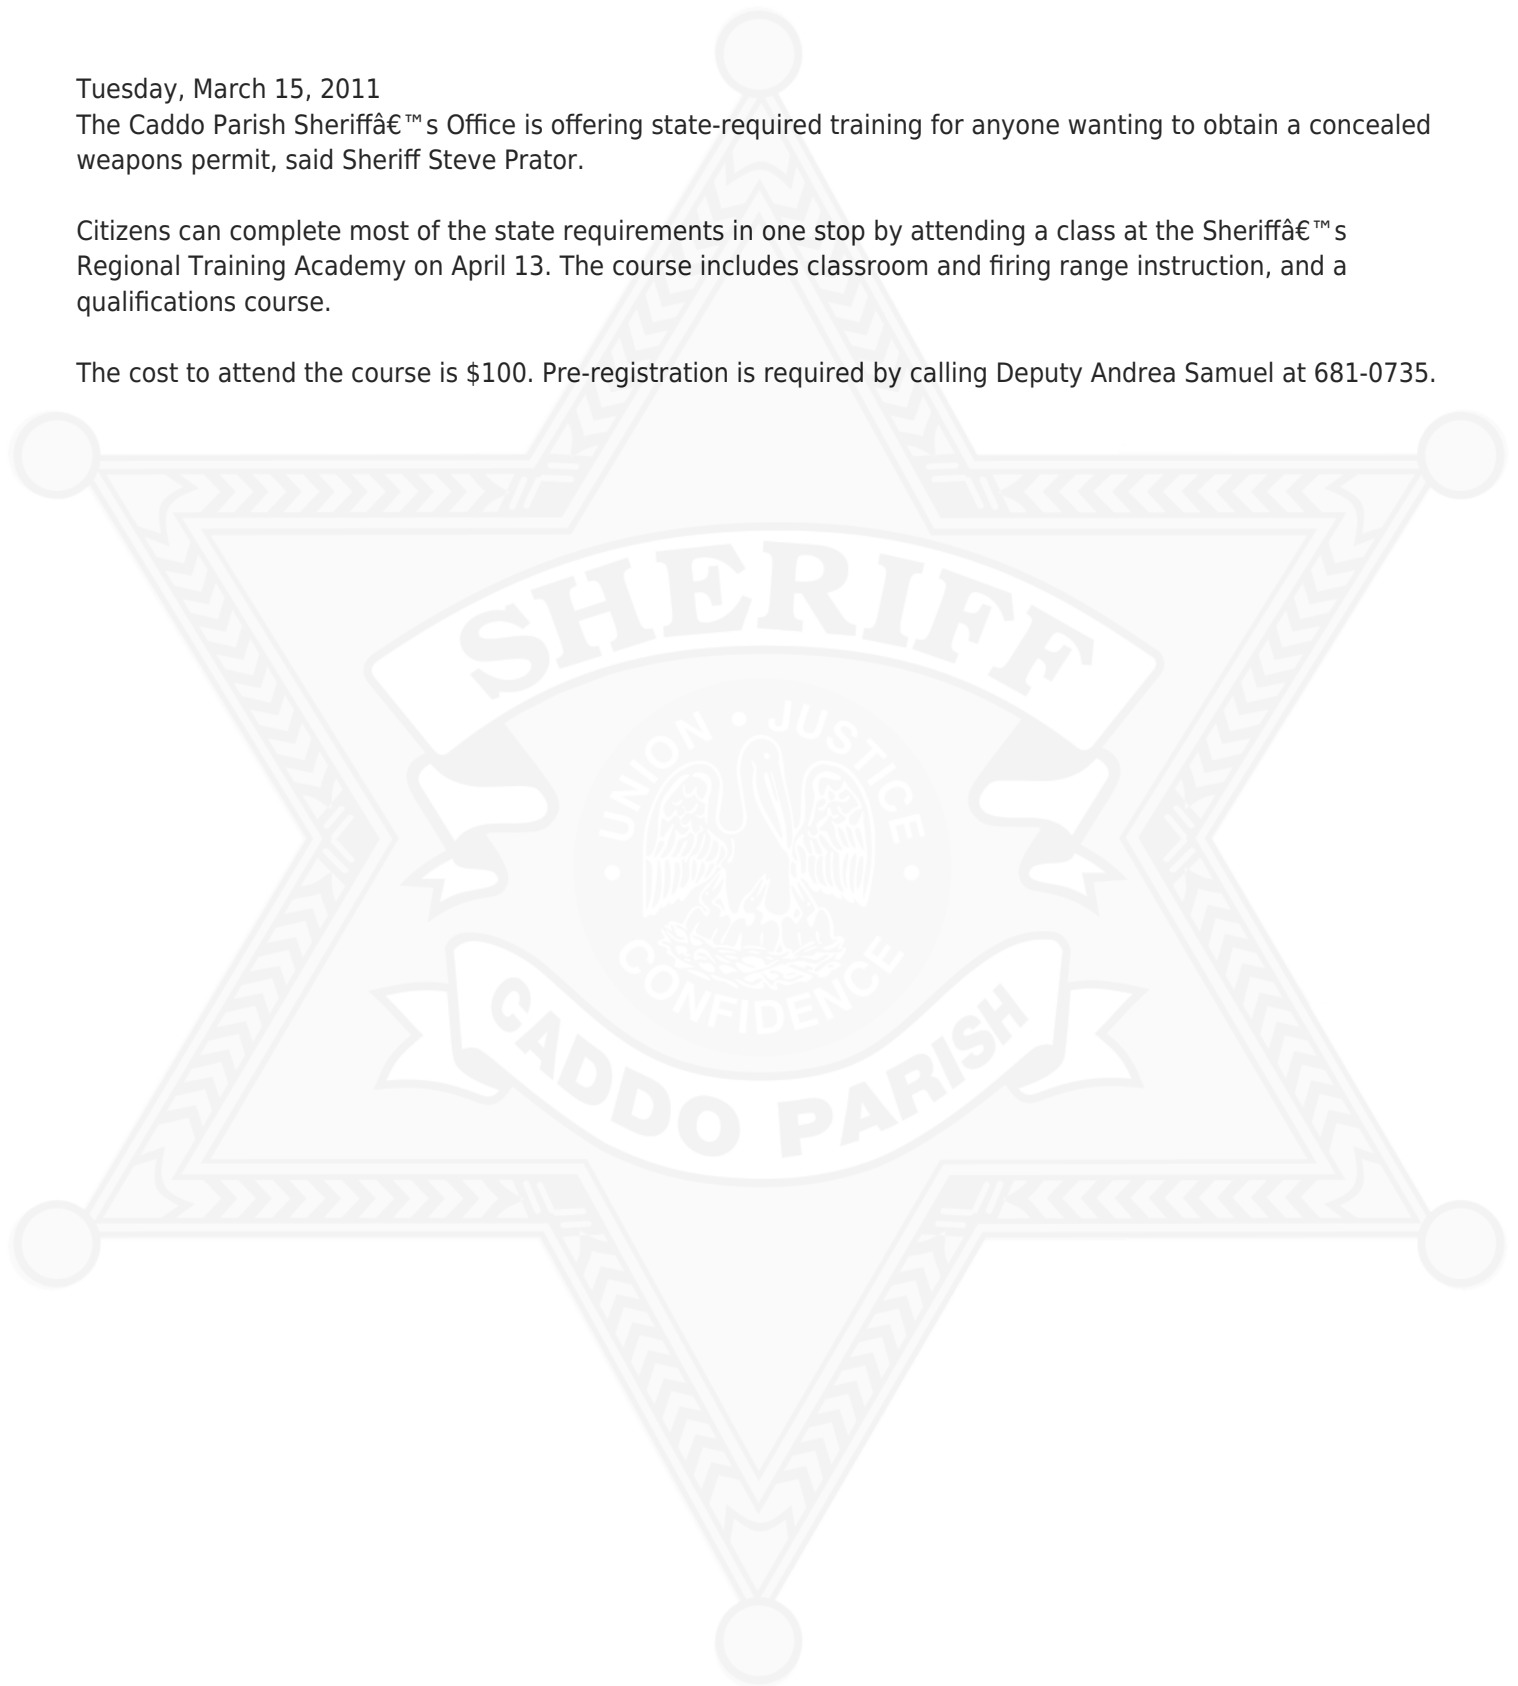 Tuesday, March 15, 2011
The Caddo Parish Sheriffâ€™s Office is offering state-required training for anyone wanting to obtain a concealed
weapons permit, said Sheriff Steve Prator.
Citizens can complete most of the state requirements in one stop by attending a class at the Sheriffâ€™s
Regional Training Academy on April 13. The course includes classroom and firing range instruction, and a
qualifications course.
The cost to attend the course is $100. Pre-registration is required by calling Deputy Andrea Samuel at 681-0735.
SHERIFF
UNION • JUSTICE •
• CONFIDENCE
CADDO PARISH